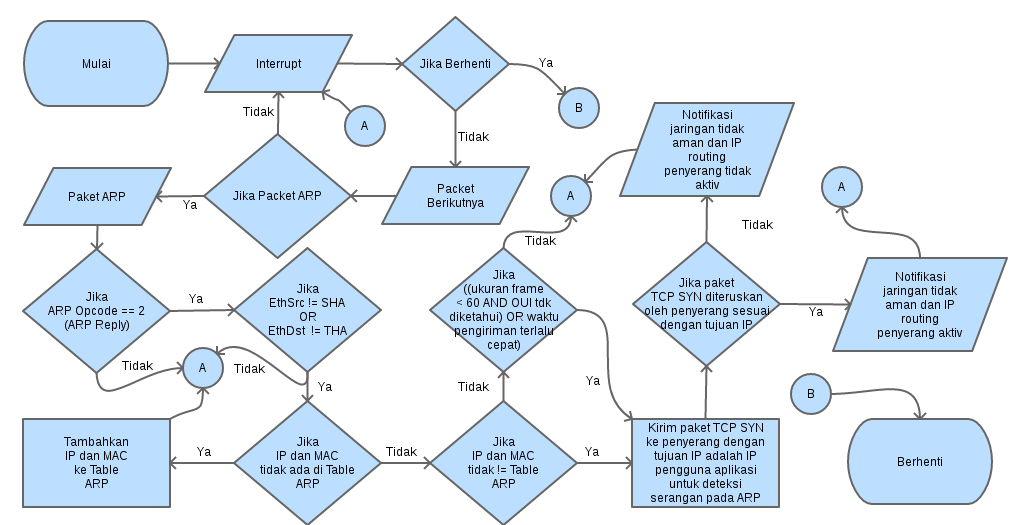 Mulai
Interrupt
Jika Berhenti
Ya
B
Tidak
A
Tidak
Packet
Berikutnya
Jika Packet ARP
Ya
Paket ARP
Jika
ARP Opcode == 2
(ARP Reply)
Ya
Tidak
Jika
EthSrc != SHA
OR
EthDst != THA
Tidak
A
Ya
Jika
IP dan MAC
tidak ada di Table
ARP
Ya
Tambahkan
IP dan MAC
ke Table
ARP
Tidak
Jika
IP dan MAC
tidak != Table
ARP
Tidak
Ya
Jika
((ukuran frame
< 60 AND OUI tdk
diketahui) OR waktu
pengiriman terlalu
cepat)
Tidak
A
Ya
Kirim paket TCP SYN
ke penyerang dengan
tujuan IP adalah IP
pengguna aplikasi
untuk deteksi
serangan pada ARP
Jika paket
TCP SYN diteruskan
oleh penyerang sesuai
dengan tujuan IP
Tidak
Notifikasi
jaringan tidak
aman dan IP
routing
penyerang tidak
aktiv
Ya
Notifikasi
jaringan tidak
aman dan IP
routing
penyerang aktiv
A
B
Berhenti